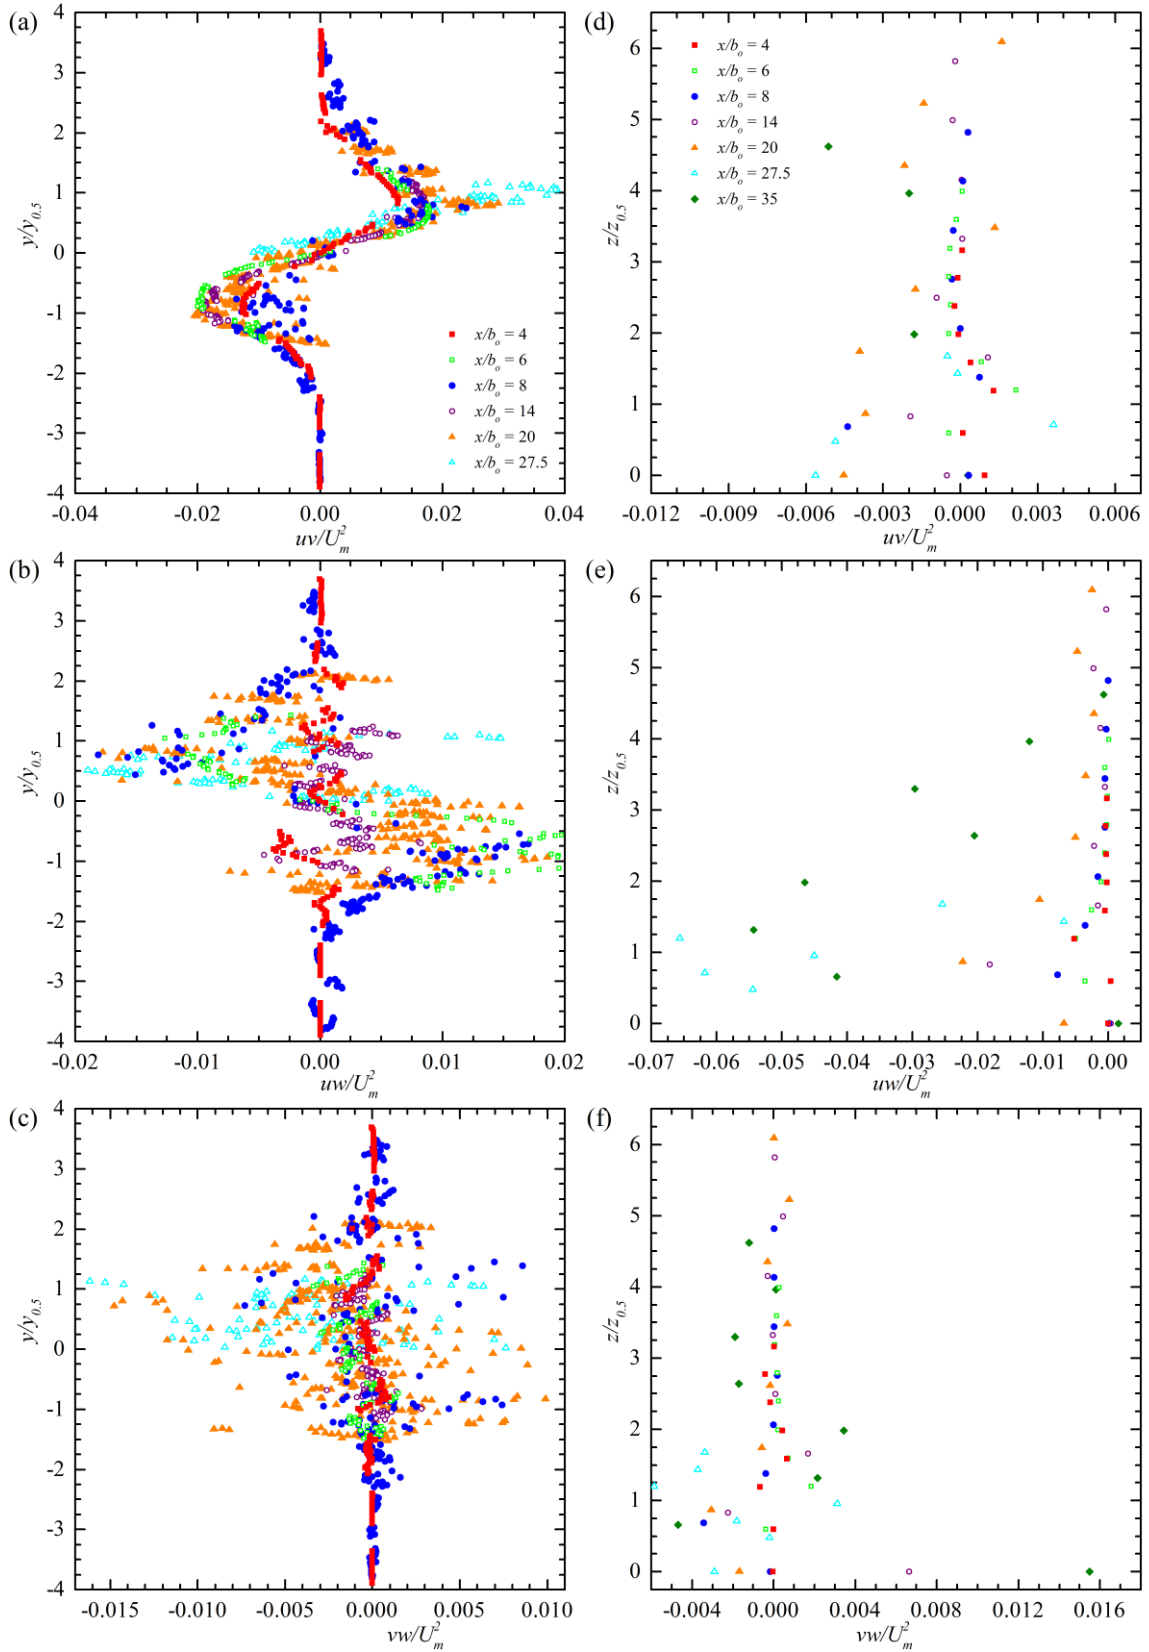 (a)
4
3
2
1
0
-1
-2
-3
-4
y/y0.5
x/bo = 4
x/bo = 6
x/bo = 8
x/bo = 14
x/bo = 20
x/bo = 27.5
-0.04 -0.02 0.00 0.02 0.04
uv/U²m
(d)
6
5
4
3
2
1
0
z/z0.5
x/bo = 4
x/bo = 6
x/bo = 8
x/bo = 14
x/bo = 20
x/bo = 27.5
x/bo = 35
-0.012 -0.009 -0.006 -0.003 0.000 0.003 0.006
uv/U²m
(b)
4
3
2
1
0
-1
-2
-3
-4
y/y0.5
-0.02 -0.01 0.00 0.01 0.02
uw/U²m
(e)
6
5
4
3
2
1
0
z/z0.5
-0.07 -0.06 -0.05 -0.04 -0.03 -0.02 -0.01 0.00
uw/U²m
(c)
4
3
2
1
0
-1
-2
-3
-4
y/y0.5
-0.015 -0.010 -0.005 0.000 0.005 0.010
vw/U²m
(f)
6
5
4
3
2
1
0
z/z0.5
-0.004 0.000 0.004 0.008 0.012 0.016
vw/U²m